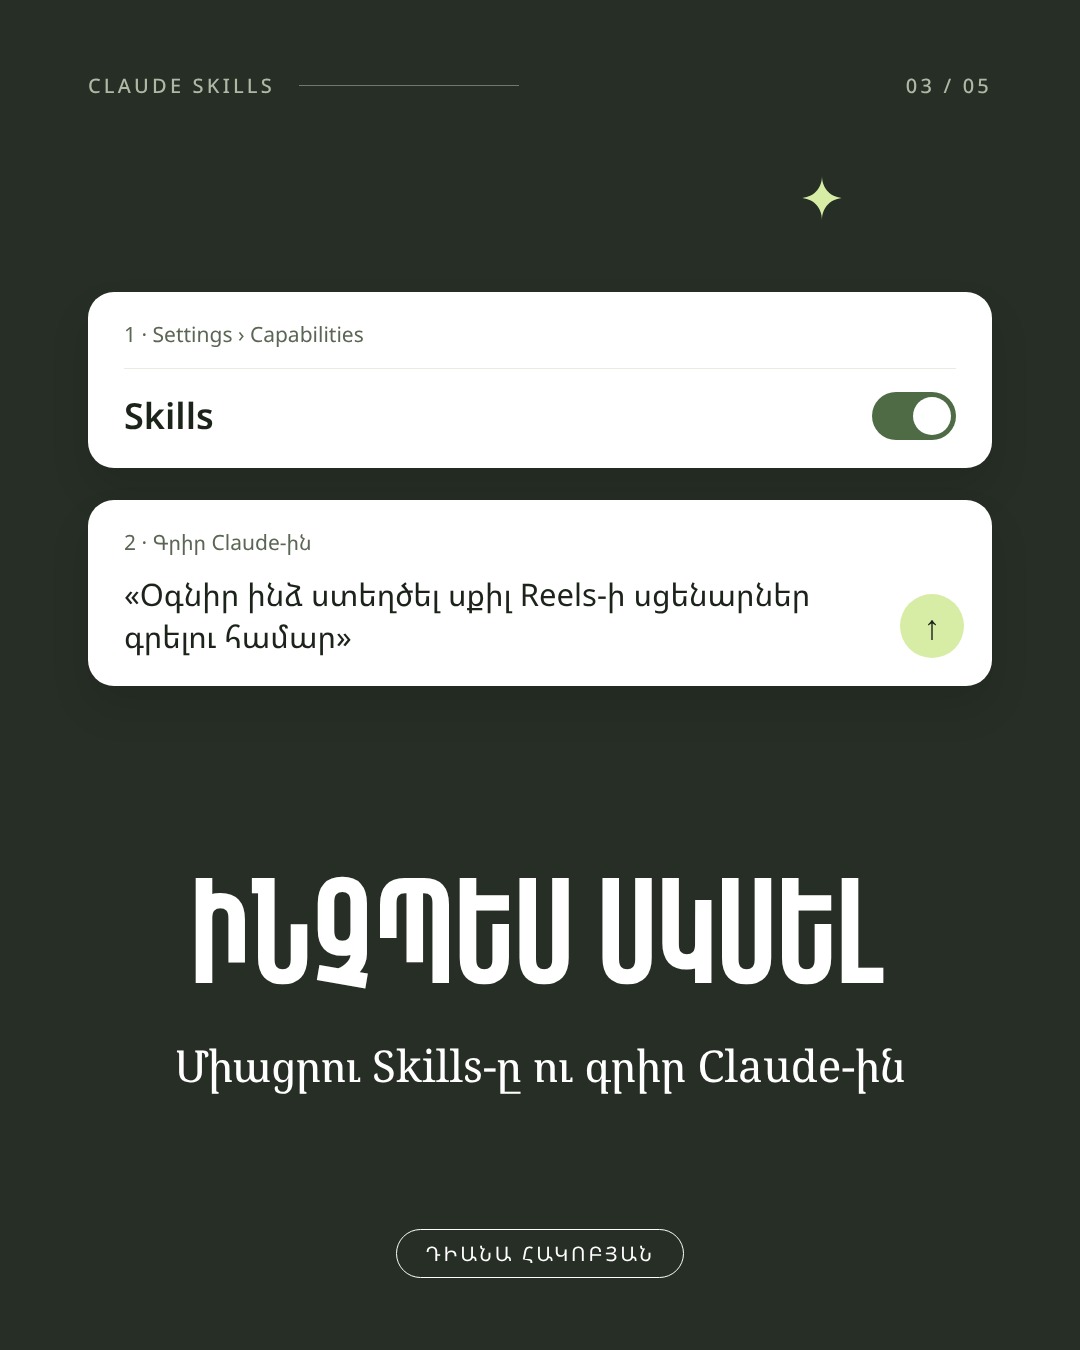 CLAUDE SKILLS
03 / 05
1 · Settings › Capabilities
Skills
2 · Գրիր Claude-ին
«Օգնիր ինձ ստեղծել սքիլ Reels-ի սցենարներ
գրելու համար»
↑
ԻՆՉՊԵՍ ՍԿՍԵԼ
Միացրու Skills-ը ու գրիր Claude-ին
ԴԻԱՆԱ ՀԱԿՈԲՅԱՆ